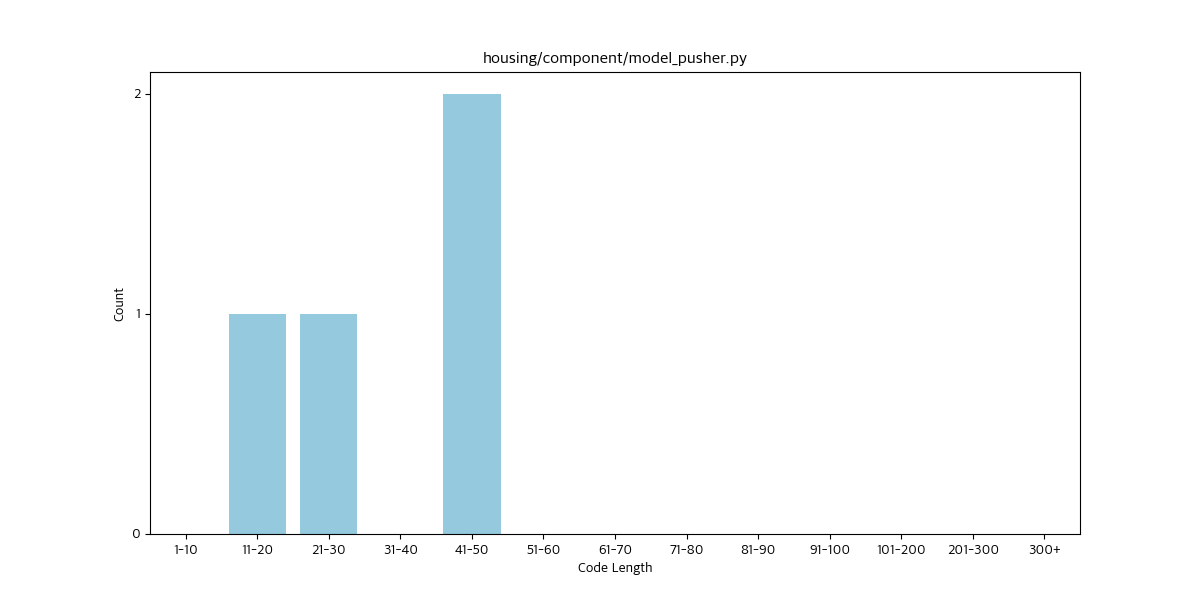 housing/component/model_pusher.py
2
1
0
Count
1-10 11-20 21-30 31-40 41-50 51-60 61-70 71-80 81-90 91-100 101-200 201-300 300+
Code Length